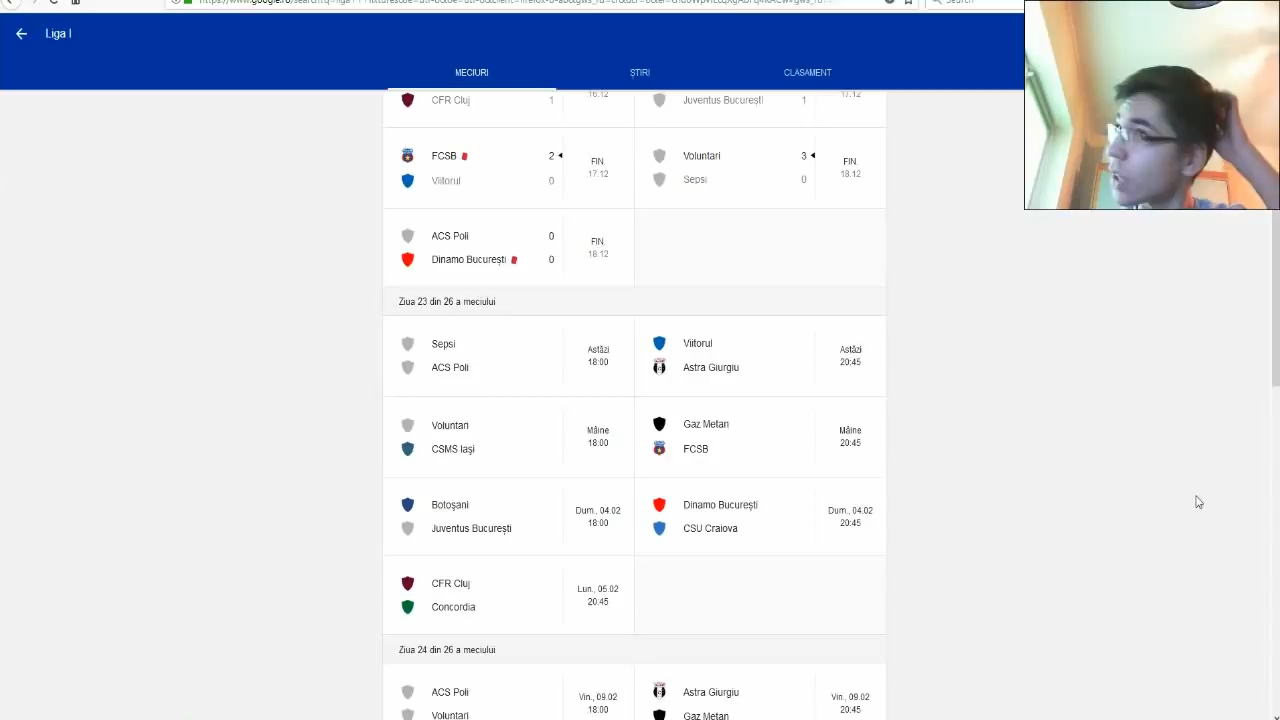 Liga I
Search
MECIURI
ȘTIRI
CLASAMENT
CFR Cluj 1
16.12
Juventus București 1
17.12
FCSB 2
Viitorul 0
FIN.
17.12
Voluntari 3
Sepsi 0
FIN.
18.12
ACS Poli 0
Dinamo București 0
FIN.
18.12
Ziua 23 din 26 a meciului
Sepsi
ACS Poli
Astăzi
18:00
Viitorul
Astra Giurgiu
Astăzi
20:45
Voluntari
CSMS Iași
Mâine
18:00
Gaz Metan
FCSB
Mâine
20:45
Botoșani
Juventus București
Dum., 04.02
18:00
Dinamo București
CSU Craiova
Dum., 04.02
20:45
CFR Cluj
Concordia
Lun., 05.02
20:45
Ziua 24 din 26 a meciului
ACS Poli
Voluntari
Vin., 09.02
18:00
Astra Giurgiu
Gaz Metan
Vin., 09.02
20:45